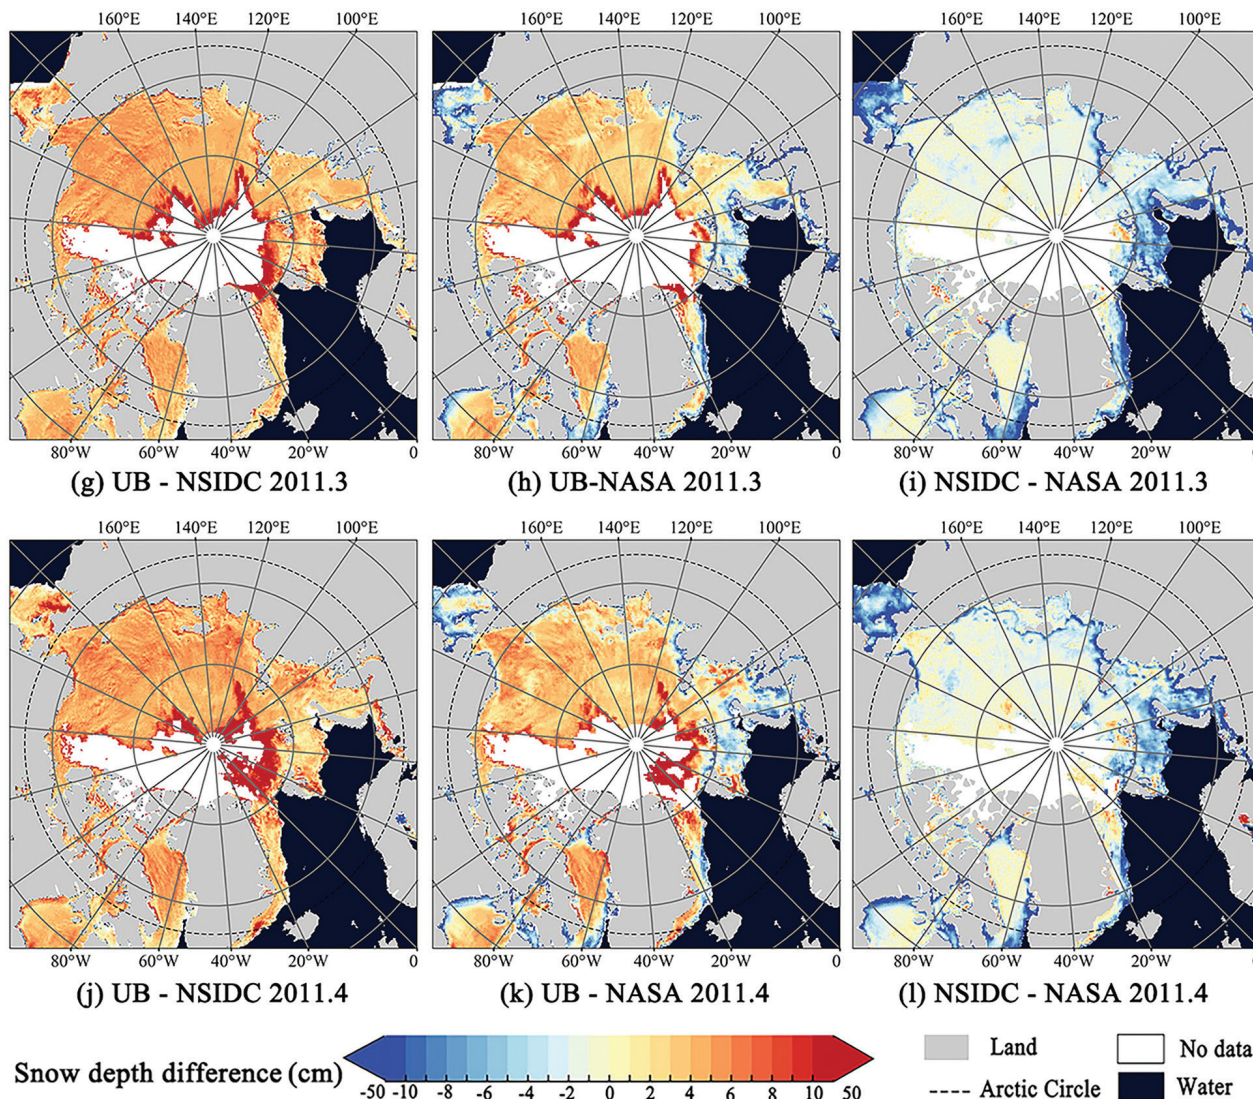 160°E 140°E 120°E 100°E 160°E 140°E 120°E 100°E 160°E 140°E 120°E 100°E
80°W 60°W 40°W 20°W 0 80°W 60°W 40°W 20°W 0 80°W 60°W 40°W 20°W 0
(g) UB - NSIDC 2011.3 (h) UB-NASA 2011.3 (i) NSIDC - NASA 2011.3
160°E 140°E 120°E 100°E 160°E 140°E 120°E 100°E 160°E 140°E 120°E 100°E
80°W 60°W 40°W 20°W 0 80°W 60°W 40°W 20°W 0 80°W 60°W 40°W 20°W 0
(j) UB - NSIDC 2011.4 (k) UB - NASA 2011.4 (l) NSIDC - NASA 2011.4
Snow depth difference (cm)
-50 -10 -8 -6 -4 -2 0 2 4 6 8 10 50
Land No data
Arctic Circle Water